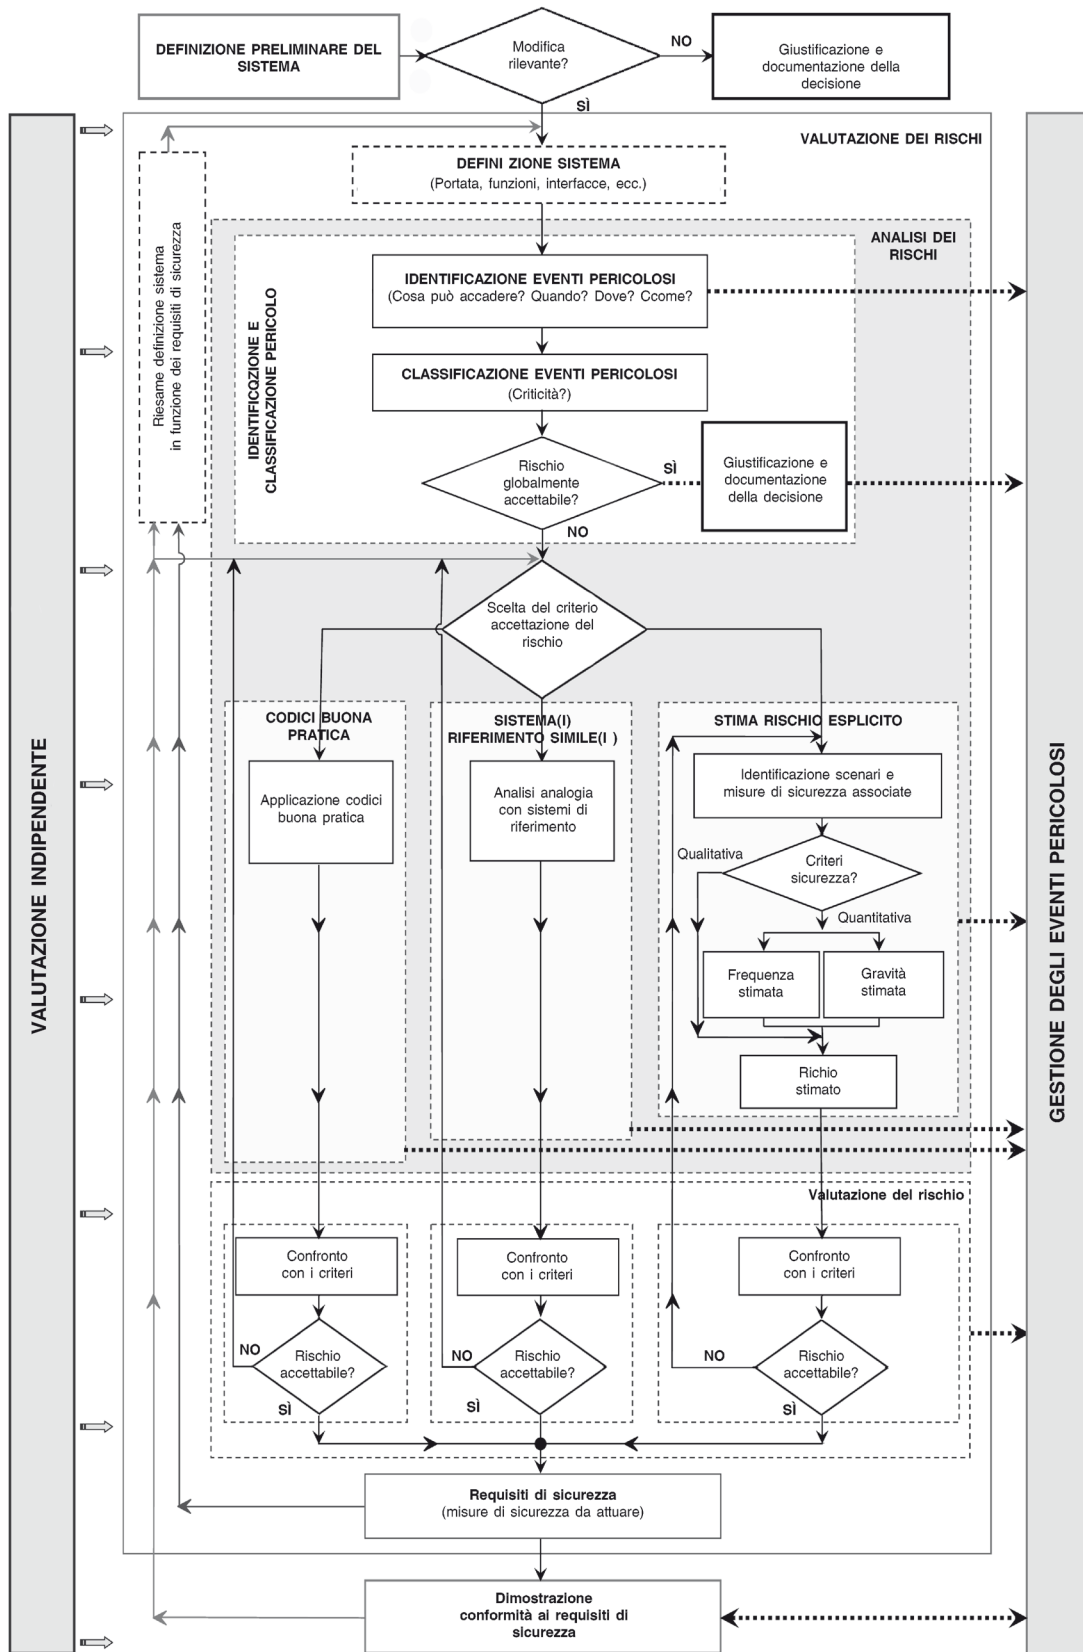 DEFINIZIONE PRELIMINARE DEL
SISTEMA
Modifica
rilevante?
NO
Giustificazione e
documentazione della
decisione
SÌ
VALUTAZIONE DEI RISCHI
DEFINI ZIONE SISTEMA
(Portata, funzioni, interfacce, ecc.)
Riesame definizione sistema
in funzione dei requisiti di sicurezza
ANALISI DEI
RISCHI
IDENTIFICQZIONE E
CLASSIFICAZIONE PERICOLO
IDENTIFICAZIONE EVENTI PERICOLOSI
(Cosa può accadere? Quando? Dove? Ccome?
CLASSIFICAZIONE EVENTI PERICOLOSI
(Criticità?)
Rischio
globalmente
accettabile?
SÌ
Giustificazione e
documentazione
della decisione
NO
Scelta del criterio
accettazione del
rischio
CODICI BUONA
PRATICA
SISTEMA(I)
RIFERIMENTO SIMILE(I )
STIMA RISCHIO ESPLICITO
Applicazione codici
buona pratica
Analisi analogia
con sistemi di
riferimento
Identificazione scenari e
misure di sicurezza associate
Qualitativa
Criteri
sicurezza?
Quantitativa
Frequenza
stimata
Gravità
stimata
Richio
stimato
VALUTAZIONE INDIPENDENTE
GESTIONE DEGLI EVENTI PERICOLOSI
Valutazione del rischio
Confronto
con i criteri
Confronto
con i criteri
Confronto
con i criteri
NO
Rischio
accettabile?
SÌ
NO
Rischio
accettabile?
SÌ
NO
Rischio
accettabile?
SÌ
Requisiti di sicurezza
(misure di sicurezza da attuare)
Dimostrazione
conformità ai requisiti di
sicurezza